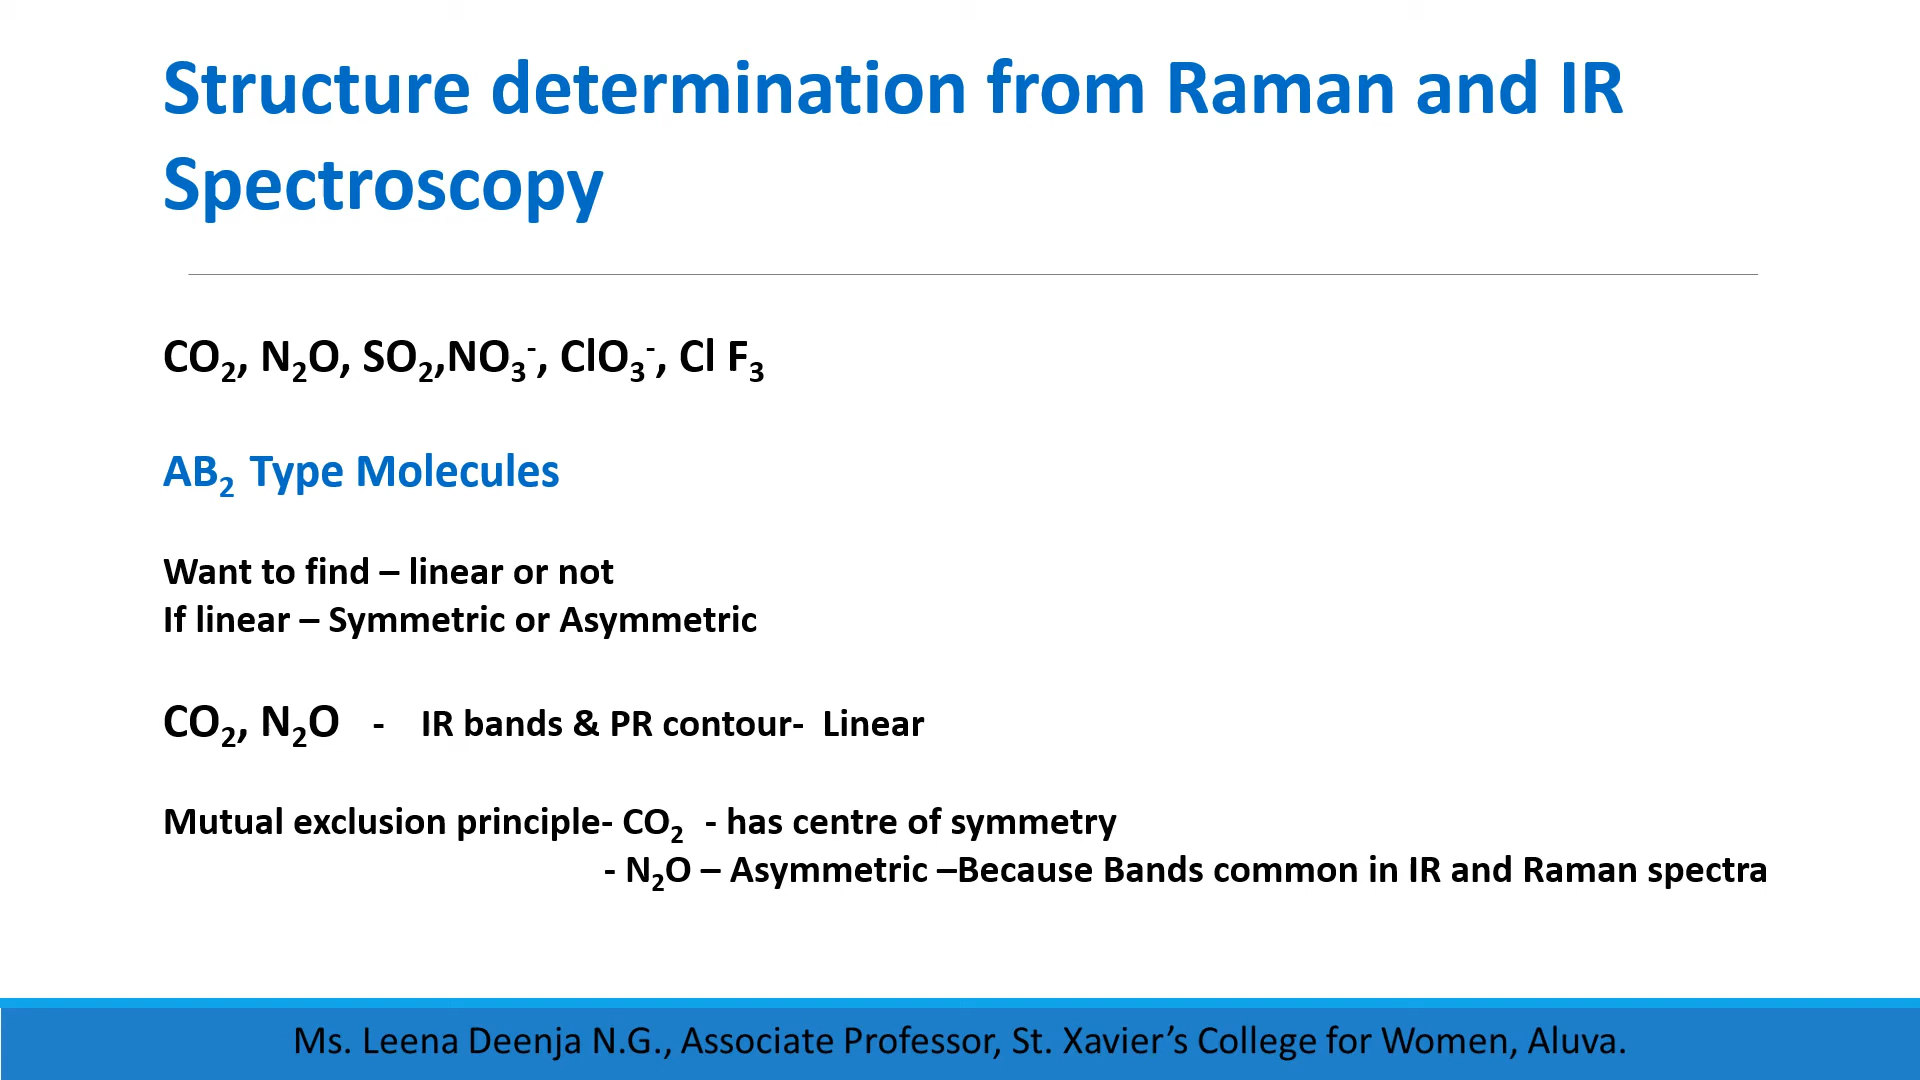 Structure determination from Raman and IR
Spectroscopy
CO₂, N₂O, SO₂,NO₃⁻, ClO₃⁻, Cl F₃
AB₂ Type Molecules
Want to find – linear or not
If linear – Symmetric or Asymmetric
CO₂, N₂O - IR bands & PR contour- Linear
Mutual exclusion principle- CO₂ - has centre of symmetry
- N₂O – Asymmetric –Because Bands common in IR and Raman spectra
Ms. Leena Deenja N.G., Associate Professor, St. Xavier’s College for Women, Aluva.